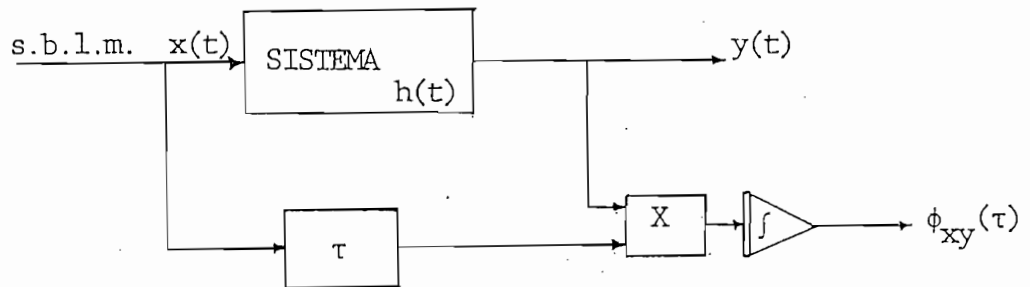 s.b.l.m. x(t)
SISTEMA
h(t)
y(t)
τ
X
∫
ϕxy(τ)